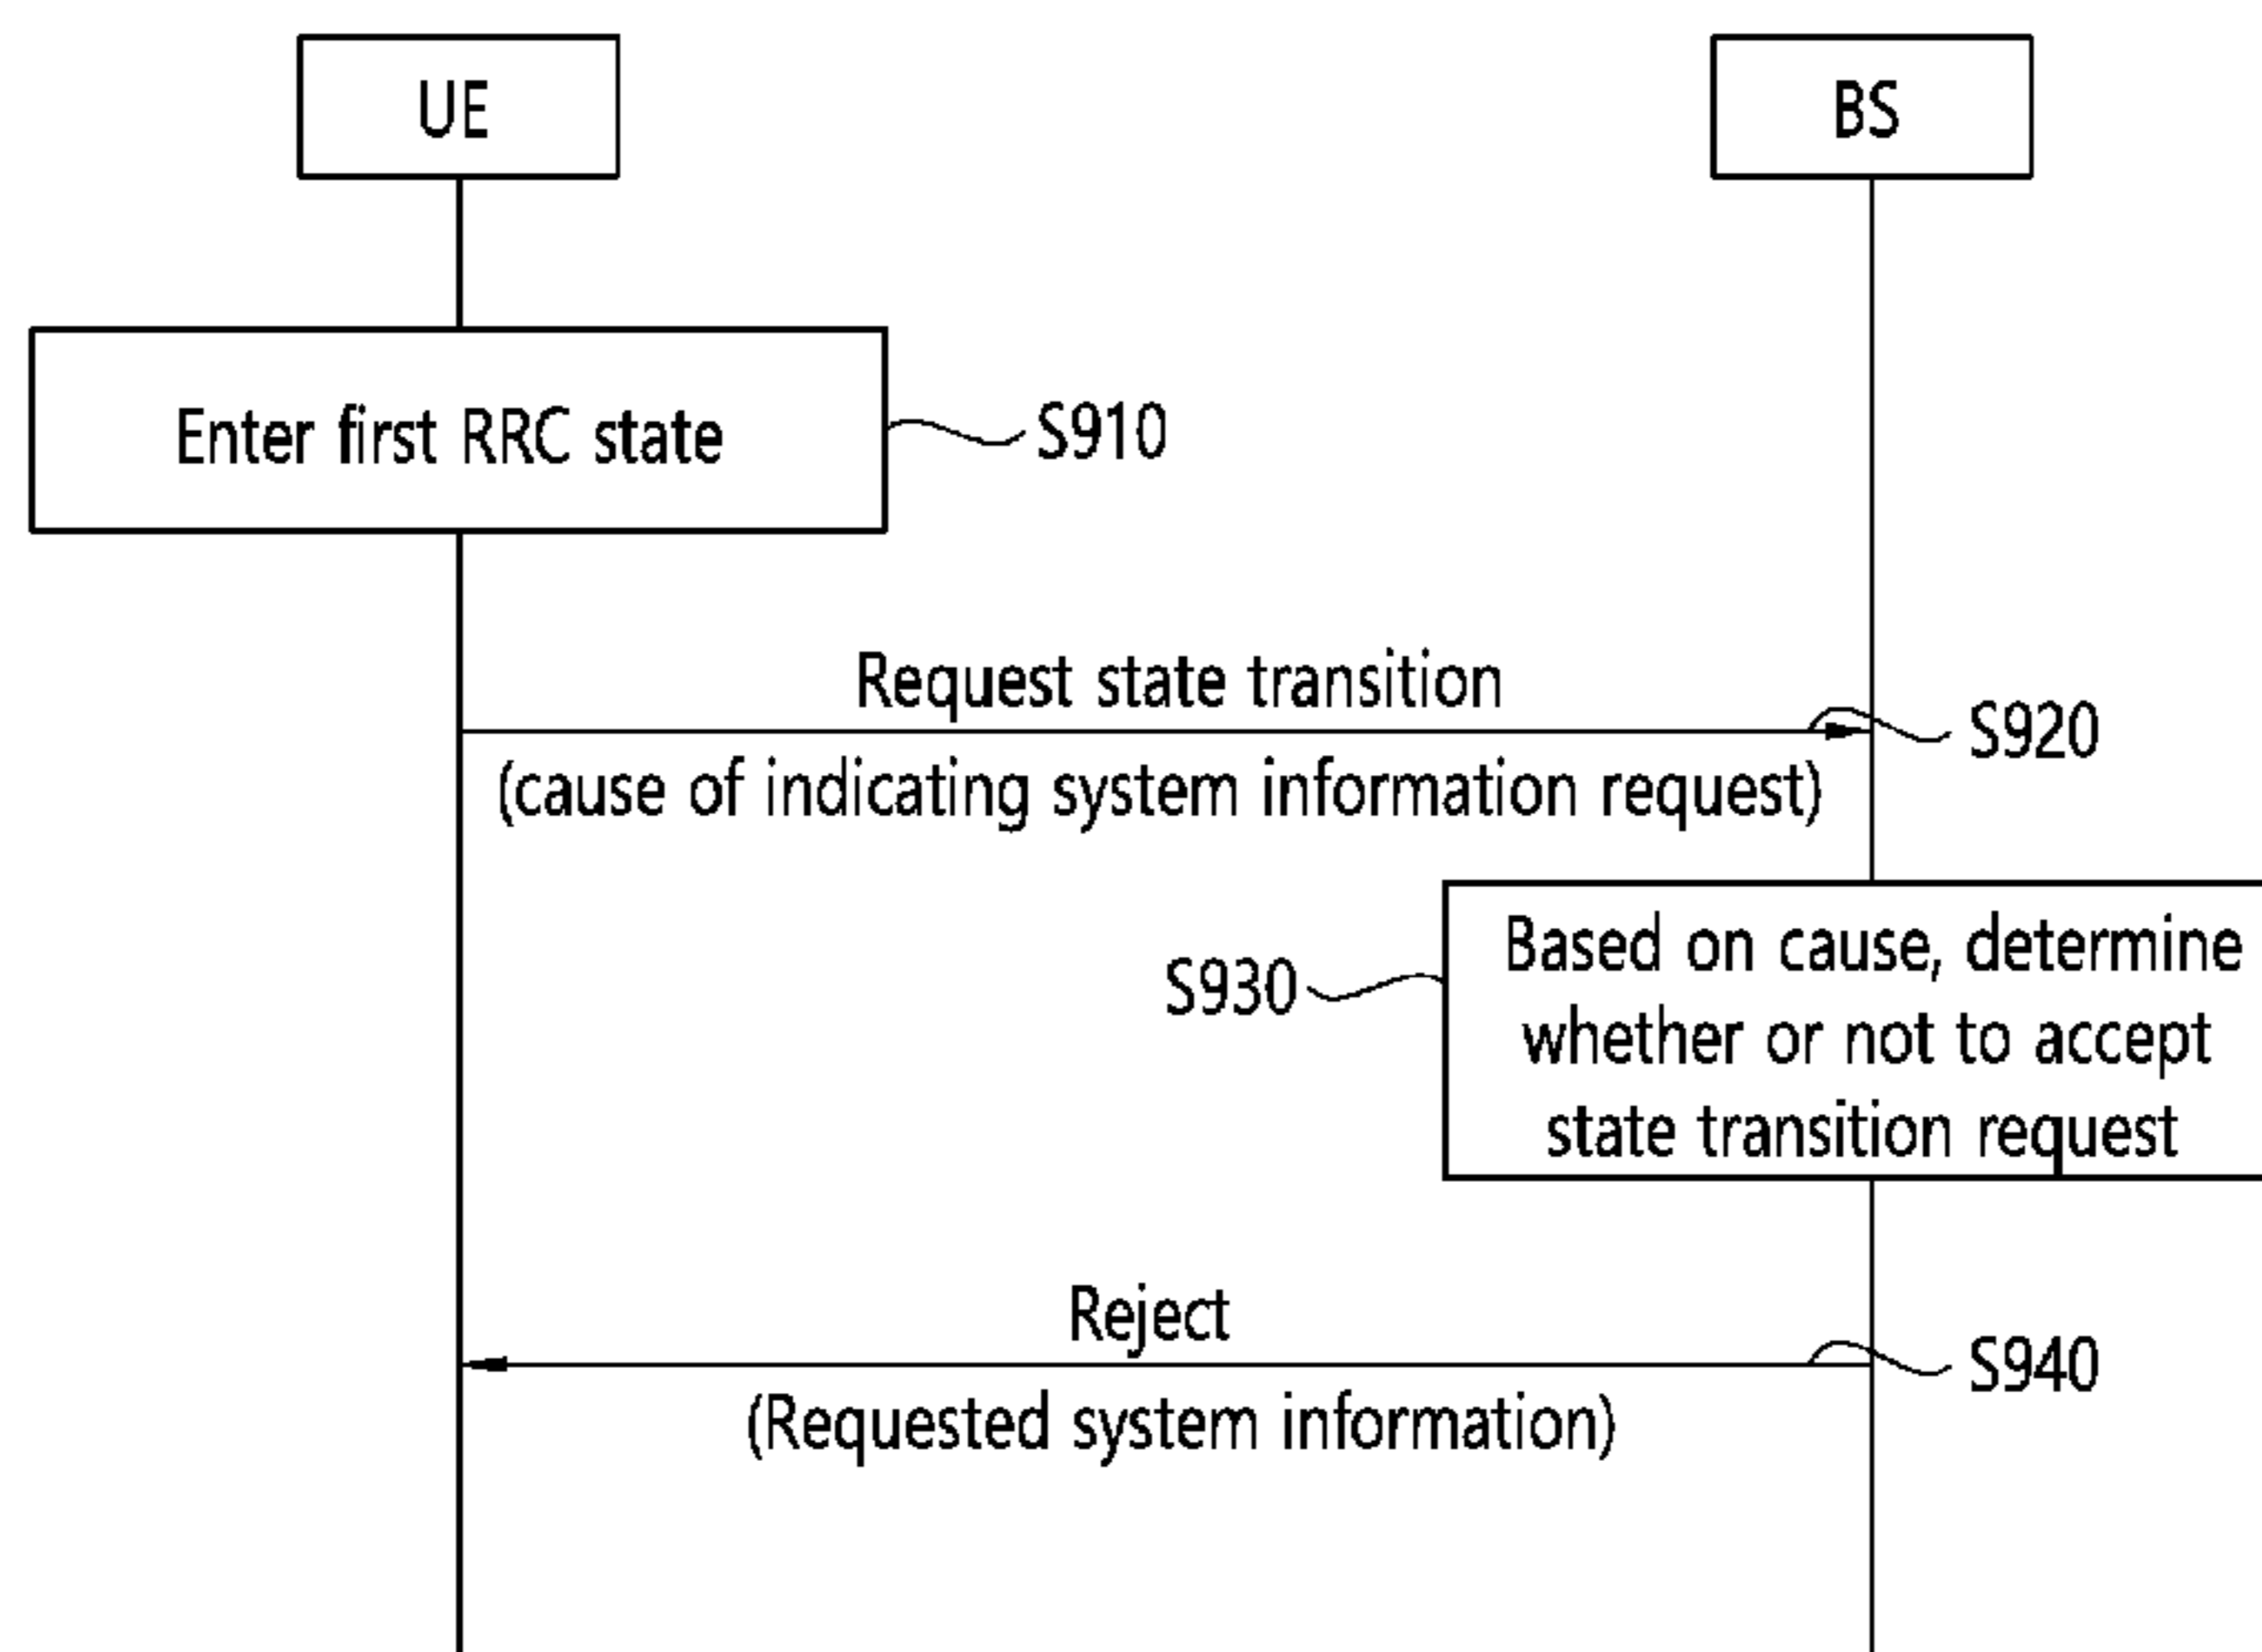 UE
BS
Enter first RRC state
S910
Request state transition
S920
(cause of indicating system information request)
Based on cause, determine
whether or not to accept
state transition request
S930
Reject
S940
(Requested system information)